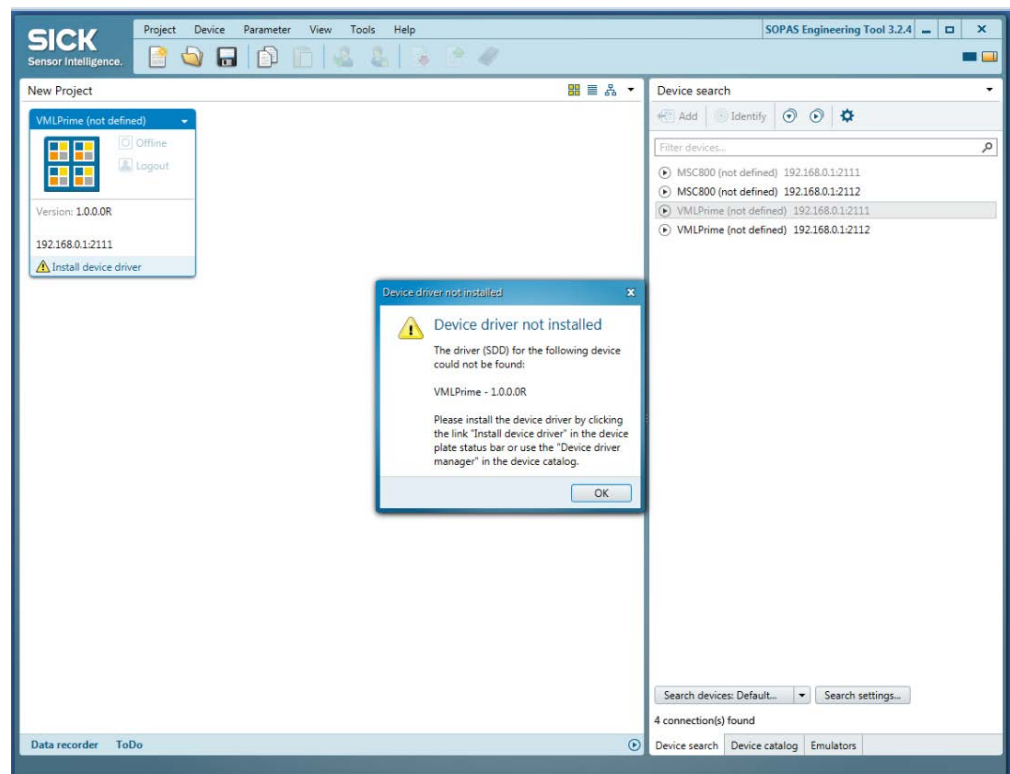 SICK
Sensor Intelligence.
Project Device Parameter View Tools Help
SOPAS Engineering Tool 3.2.4
New Project
VMLPrime (not defined)
Offline
Logout
Version: 1.0.0.0R
192.168.0.1:2111
Install device driver
Device driver not installed
Device driver not installed
The driver (SDD) for the following device
could not be found:
VMLPrime - 1.0.0.0R
Please install the device driver by clicking
the link "Install device driver" in the device
plate status bar or use the "Device driver
manager" in the device catalog.
OK
Device search
Add Identify
Filter devices...
MSC800 (not defined) 192.168.0.1:2111
MSC800 (not defined) 192.168.0.1:2112
VMLPrime (not defined) 192.168.0.1:2111
VMLPrime (not defined) 192.168.0.1:2112
Search devices: Default... Search settings...
4 connection(s) found
Data recorder ToDo
Device search Device catalog Emulators